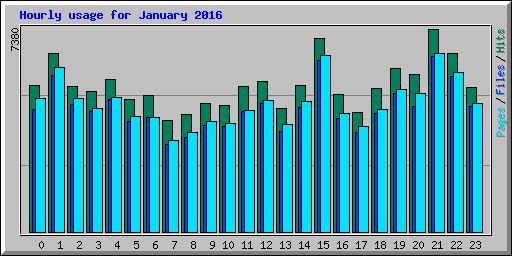 Hourly usage for January 2016
7380
Pages/Files/Hits
0 1 2 3 4 5 6 7 8 9 10 11 12 13 14 15 16 17 18 19 20 21 22 23